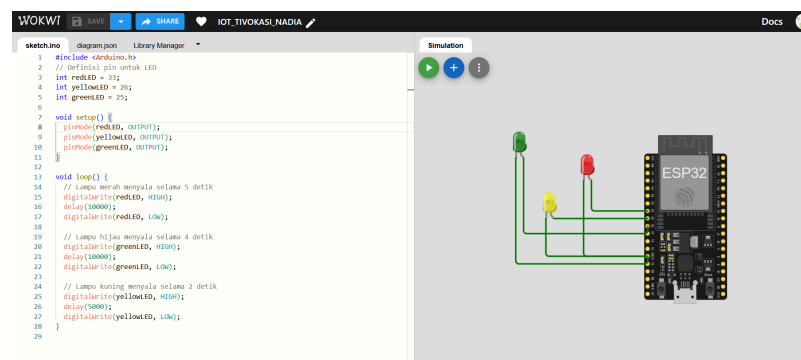 WOKWI SAVE SHARE IOT_TIVOKASI_NADIA Docs
sketch.ino diagram.json Library Manager
Simulation
1 #include <Arduino.h>
2 // Definisi pin untuk LED
3 int redLED = 33;
4 int yellowLED = 26;
5 int greenLED = 25;
6
7 void setup() {
8 pinMode(redLED, OUTPUT);
9 pinMode(yellowLED, OUTPUT);
10 pinMode(greenLED, OUTPUT);
11 }
12
13 void loop() {
14 // Lampu merah menyala selama 5 detik
15 digitalWrite(redLED, HIGH);
16 delay(10000);
17 digitalWrite(redLED, LOW);
18
19 // Lampu hijau menyala selama 4 detik
20 digitalWrite(greenLED, HIGH);
21 delay(10000);
22 digitalWrite(greenLED, LOW);
23
24 // Lampu kuning menyala selama 2 detik
25 digitalWrite(yellowLED, HIGH);
26 delay(5000);
27 digitalWrite(yellowLED, LOW);
28 }
29
ESP32